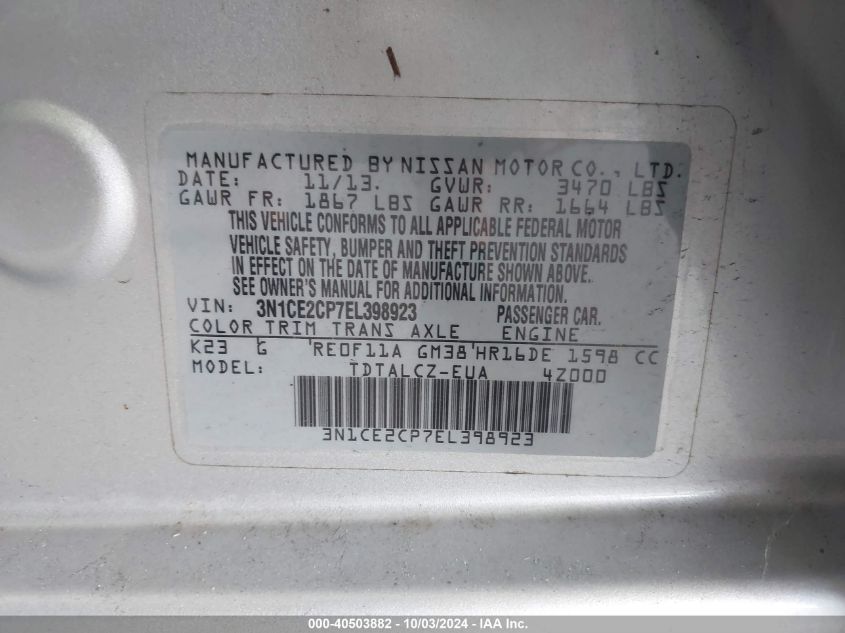 MANUFACTURED BY NISSAN MOTOR CO., LTD.
DATE: 11/13. GVWR: 3470 LBS
GAWR FR: 1867 LBS GAWR RR: 1664 LBS
THIS VEHICLE CONFORMS TO ALL APPLICABLE FEDERAL MOTOR
VEHICLE SAFETY, BUMPER AND THEFT PREVENTION STANDARDS
IN EFFECT ON THE DATE OF MANUFACTURE SHOWN ABOVE.
SEE OWNER'S MANUAL FOR ADDITIONAL INFORMATION.
VIN: 3N1CE2CP7EL398923 PASSENGER CAR.
COLOR TRIM TRANS AXLE ENGINE
K23 G RE0F11A GM38 HR16DE 1598 CC
MODEL: TDTALCZ-EUA 4Z000
3N1CE2CP7EL398923
000-40503882 - 10/03/2024 - IAA Inc.